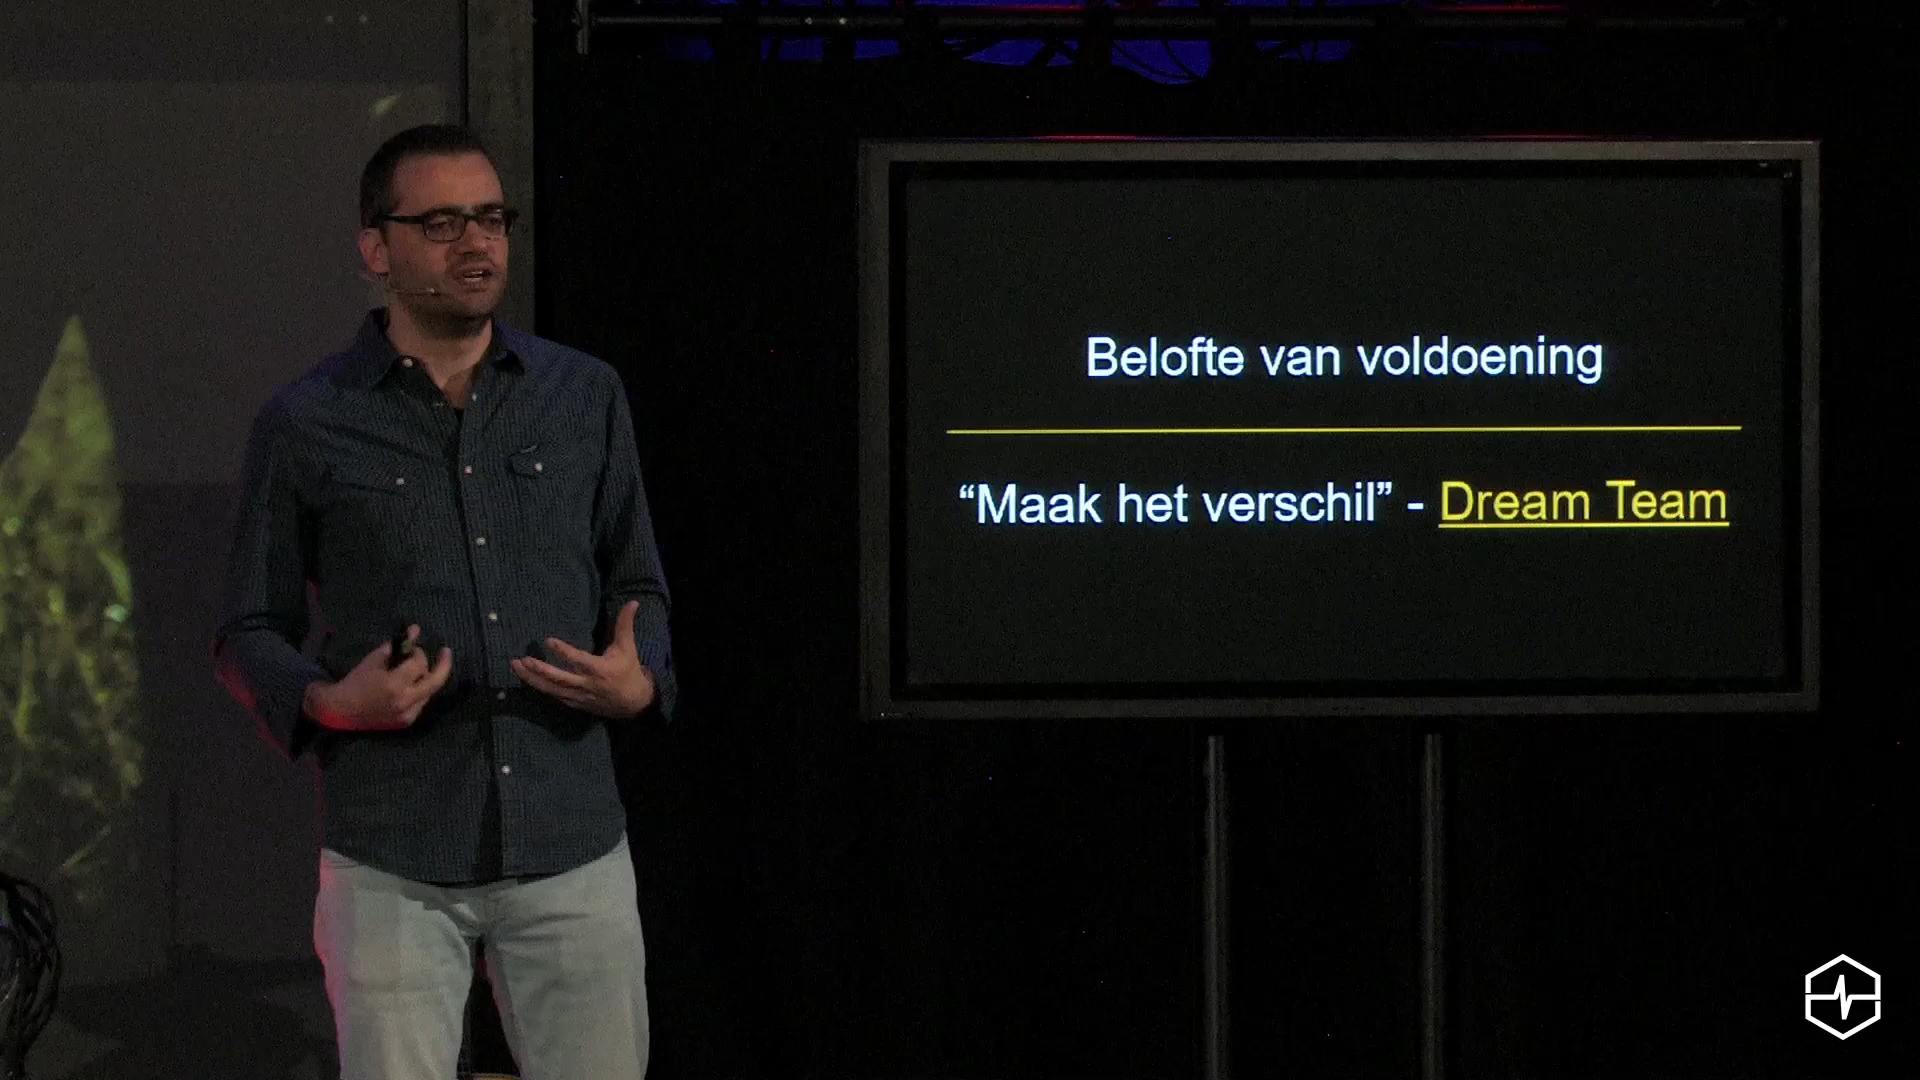 Belofte van voldoening
“Maak het verschil” - Dream Team